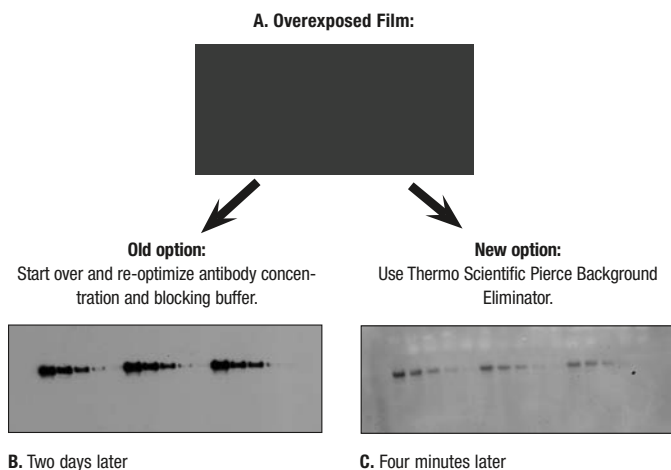 A. Overexposed Film:
Old option:
Start over and re-optimize antibody concen-
tration and blocking buffer.
New option:
Use Thermo Scientific Pierce Background
Eliminator.
B. Two days later
C. Four minutes later